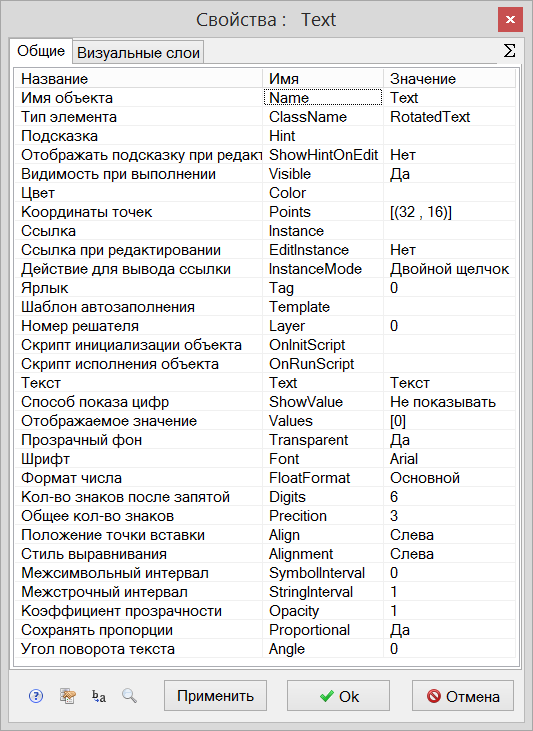 Свойства : Text
Общие Визуальные слои Σ
Название Имя Значение
Имя объекта Name Text
Тип элемента ClassName RotatedText
Подсказка Hint
Отображать подсказку при редакт ShowHintOnEdit Нет
Видимость при выполнении Visible Да
Цвет Color
Координаты точек Points [(32 , 16)]
Ссылка Instance
Ссылка при редактировании EditInstance Нет
Действие для вывода ссылки InstanceMode Двойной щелчок
Ярлык Tag 0
Шаблон автозаполнения Template
Номер решателя Layer 0
Скрипт инициализации объекта OnInitScript
Скрипт исполнения объекта OnRunScript
Текст Text Текст
Способ показа цифр ShowValue Не показывать
Отображаемое значение Values [0]
Прозрачный фон Transparent Да
Шрифт Font Arial
Формат числа FloatFormat Основной
Кол-во знаков после запятой Digits 6
Общее кол-во знаков Precition 3
Положение точки вставки Align Слева
Стиль выравнивания Alignment Слева
Межсимвольный интервал SymbolInterval 0
Межстрочный интервал StringInterval 1
Коэффициент прозрачности Opacity 1
Сохранять пропорции Proportional Да
Угол поворота текста Angle 0
? ba Применить Ok Отмена